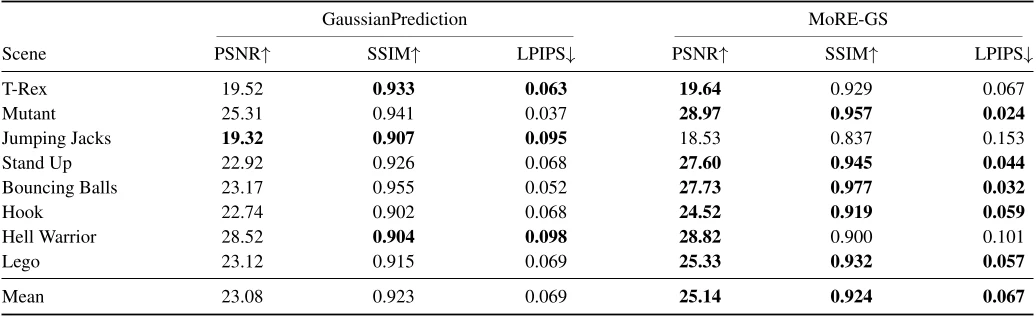 GaussianPrediction MoRE-GS
Scene PSNR↑ SSIM↑ LPIPS↓ PSNR↑ SSIM↑ LPIPS↓
T-Rex 19.52 0.933 0.063 19.64 0.929 0.067
Mutant 25.31 0.941 0.037 28.97 0.957 0.024
Jumping Jacks 19.32 0.907 0.095 18.53 0.837 0.153
Stand Up 22.92 0.926 0.068 27.60 0.945 0.044
Bouncing Balls 23.17 0.955 0.052 27.73 0.977 0.032
Hook 22.74 0.902 0.068 24.52 0.919 0.059
Hell Warrior 28.52 0.904 0.098 28.82 0.900 0.101
Lego 23.12 0.915 0.069 25.33 0.932 0.057
Mean 23.08 0.923 0.069 25.14 0.924 0.067